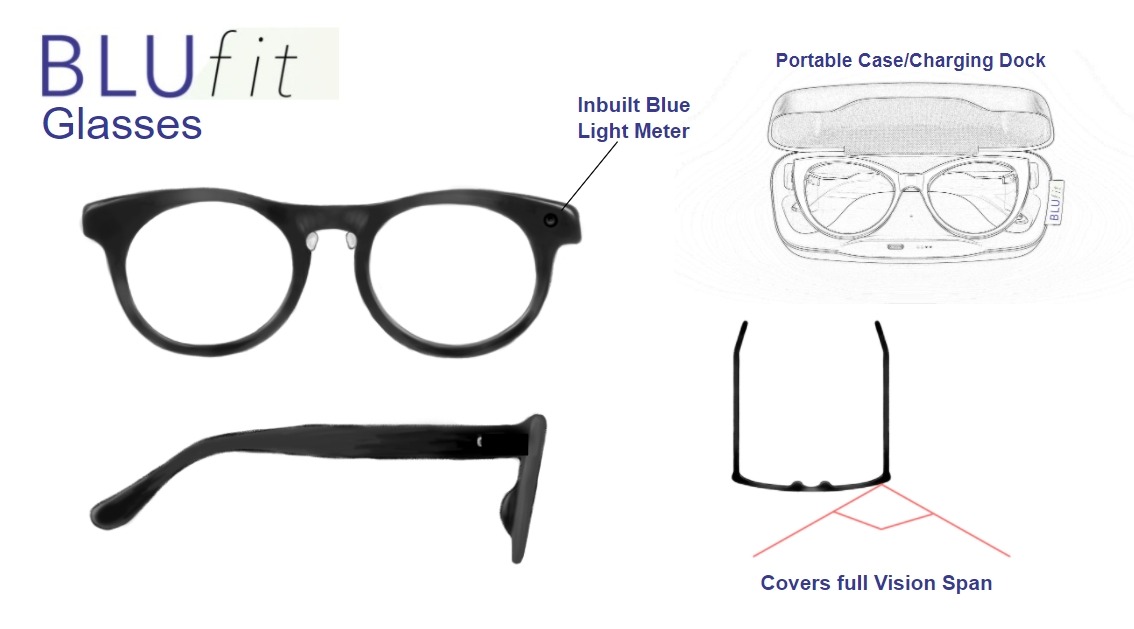 BLUfit
Glasses
Inbuilt Blue
Light Meter
Portable Case/Charging Dock
BLUfit
Covers full Vision Span